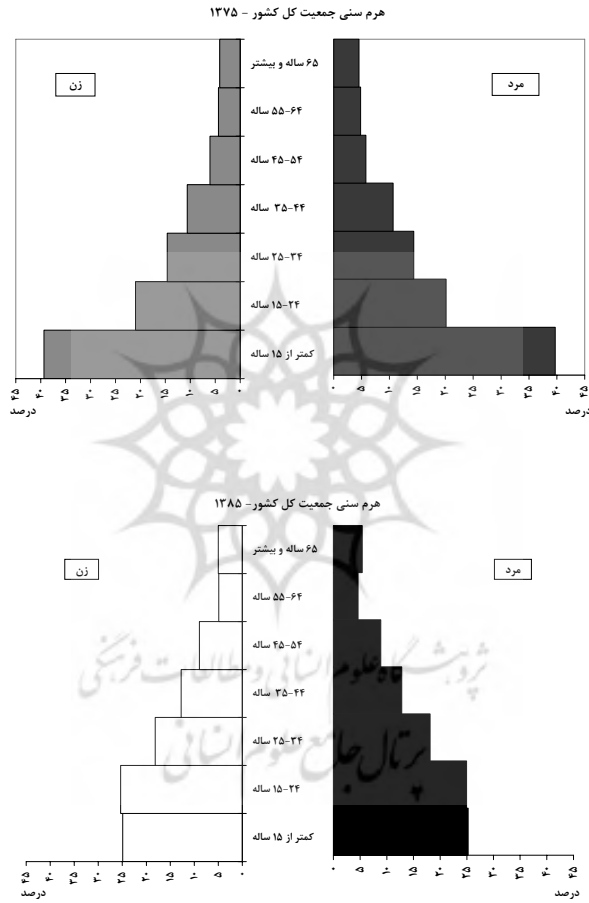 هرم سنی جمعیت کل کشور - ۱۳۷۵
مرد
زن
۶۵ ساله و بیشتر
۵۵-۶۴ ساله
۴۵-۵۴ ساله
۳۵-۴۴ ساله
۲۵-۳۴ ساله
۱۵-۲۴ ساله
کمتر از ۱۵ ساله
۴۵ ۴۰ ۳۵ ۳۰ ۲۵ ۲۰ ۱۵ ۱۰ ۵ ۰
۰ ۵ ۱۰ ۱۵ ۲۰ ۲۵ ۳۰ ۳۵ ۴۰ ۴۵
درصد
درصد
هرم سنی جمعیت کل کشور - ۱۳۸۵
مرد
زن
۶۵ ساله و بیشتر
۵۵-۶۴ ساله
۴۵-۵۴ ساله
پژوهشگاه علوم انسانی و مطالعات فرهنگی
۳۵-۴۴ ساله
۲۵-۳۴ ساله
پرتال جامع علوم انسانی
۱۵-۲۴ ساله
کمتر از ۱۵ ساله
۴۵ ۴۰ ۳۵ ۳۰ ۲۵ ۲۰ ۱۵ ۱۰ ۵ ۰
۰ ۵ ۱۰ ۱۵ ۲۰ ۲۵ ۳۰ ۳۵ ۴۰ ۴۵
درصد
درصد